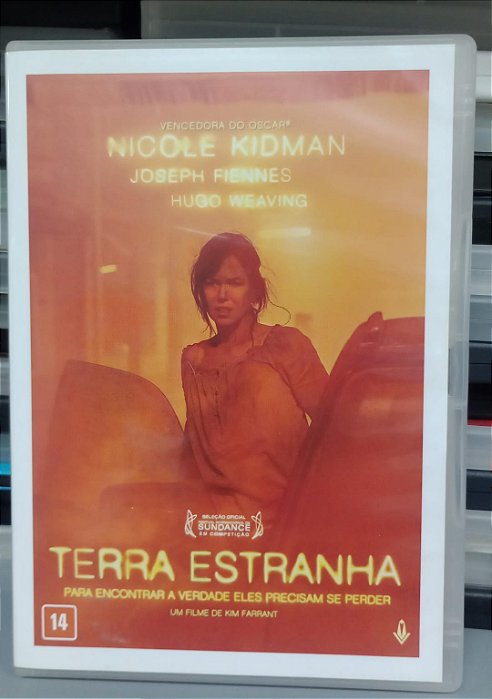 VENCEDORA DO OSCAR®
NICOLE KIDMAN
JOSEPH FIENNES
HUGO WEAVING
SELEÇÃO OFICIAL
SUNDANCE
EM COMPETIÇÃO
TERRA ESTRANHA
PARA ENCONTRAR A VERDADE ELES PRECISAM SE PERDER
UM FILME DE KIM FARRANT
14